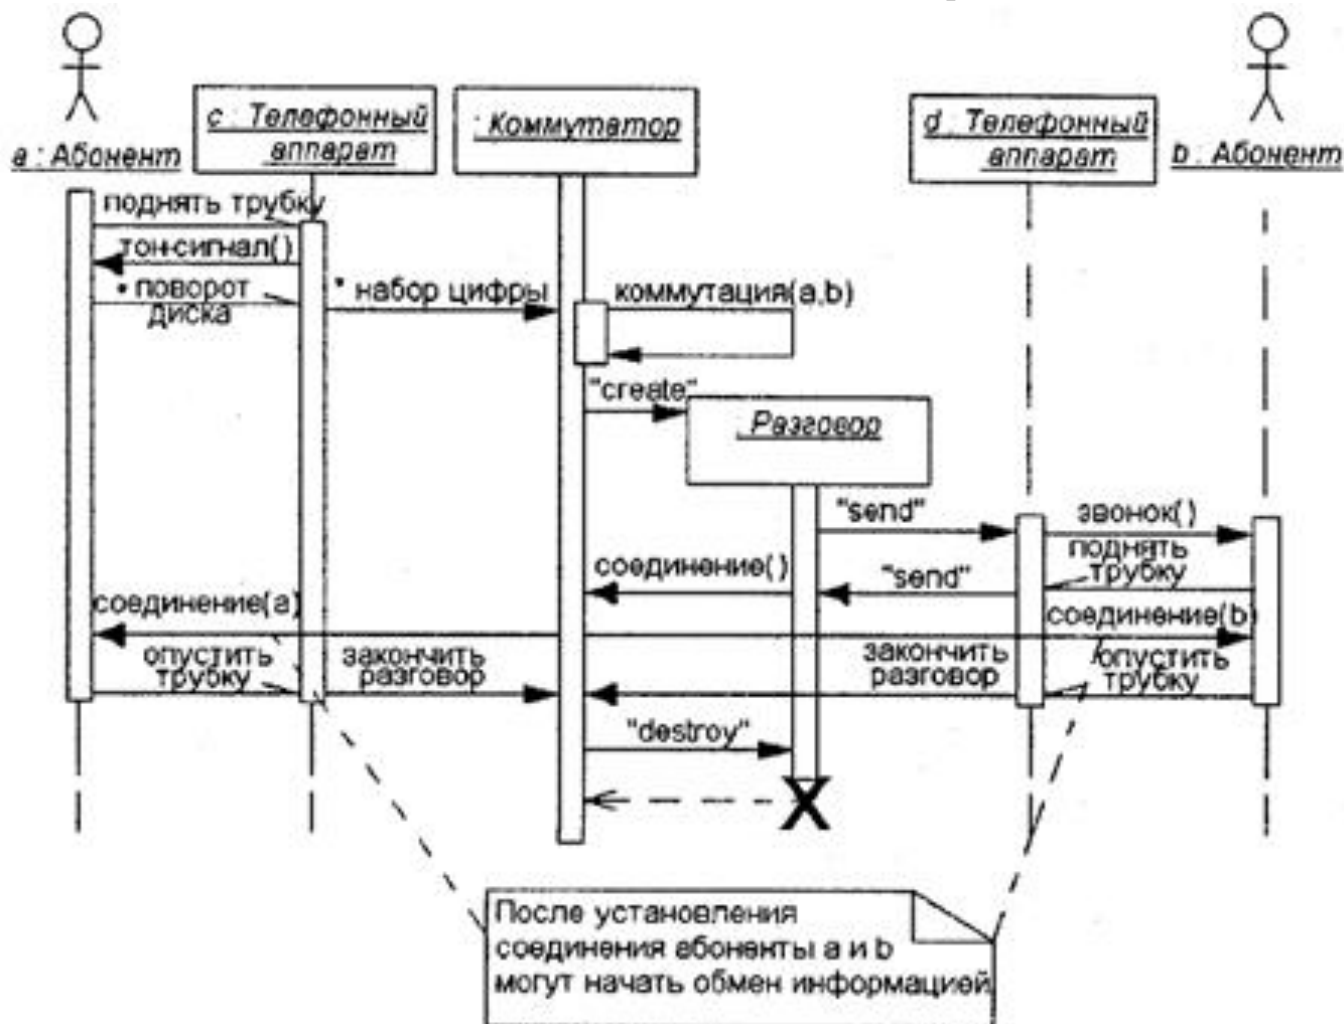 c : Телефонный
аппарат
: Коммутатор
d : Телефонный
аппарат
a : Абонент
b : Абонент
поднять трубку
тон-сигнал()
* поворот
диска
* набор цифры
коммутация(a,b)
"create"
: Разговор
"send"
звонок()
соединение()
"send"
поднять
трубку
соединение(a)
соединение(b)
опустить
трубку
закончить
разговор
закончить
разговор
опустить
трубку
"destroy"
После установления
соединения абоненты a и b
могут начать обмен информацией